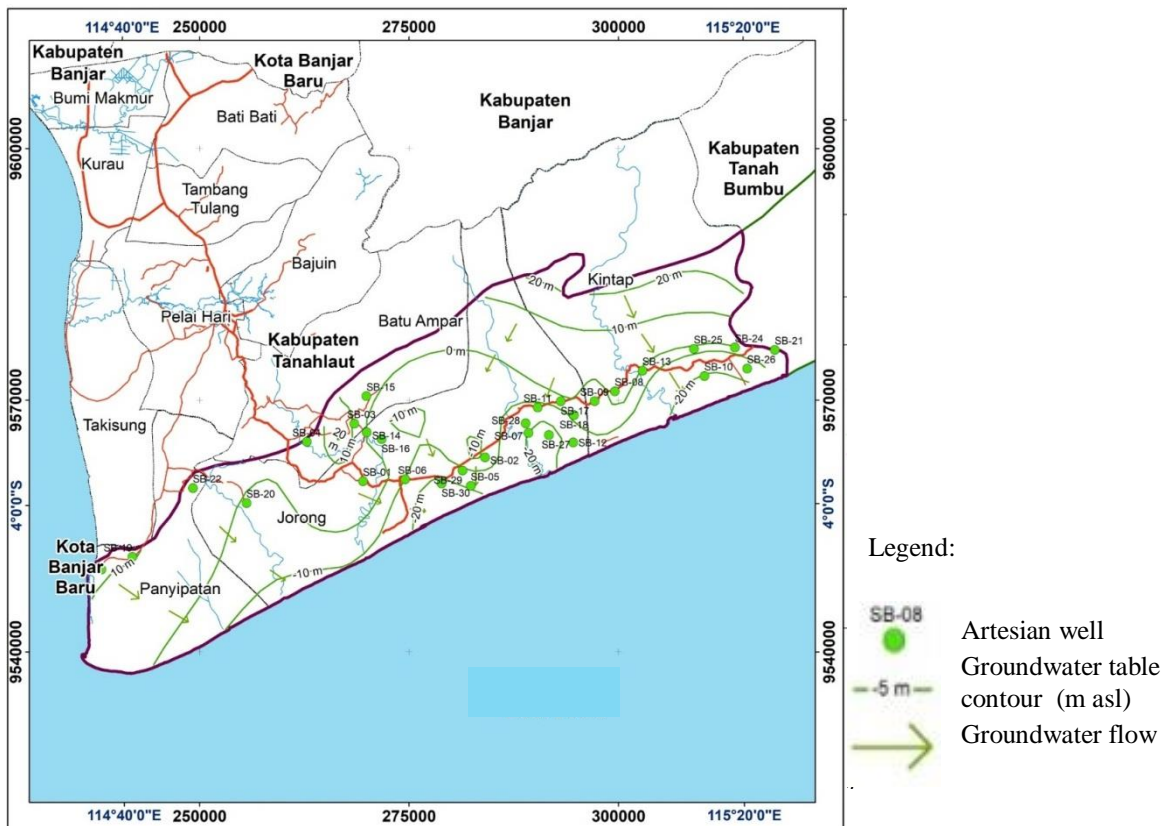 114°40'0"E
250000
275000
300000
115°20'0"E
Kabupaten
Banjar
Kota Banjar
Baru
Bumi Makmur
Bati Bati
Kabupaten
Banjar
9600000
9600000
Kurau
Kabupaten
Tanah
Bumbu
Tambang
Tulang
Bajuin
Kintap
-20 m
20 m
Pelai Hari
-10 m
Batu Ampar
Kabupaten
Tanahlaut
0 m
SB-25
SB-24
SB-21
SB-13
SB-26
SB-10
SB-15
SB-08
9570000
9570000
SB-09
SB-11
-20 m
SB-17
Takisung
SB-03
-10 m
SB-28
SB-18
20
m
SB-14
SB-07
SB-16
SB-27
SB-12
-10 m
-10 m
SB-02
-20 m
SB-01
SB-06
SB-29
SB-05
SB-30
SB-22
SB-20
-20 m
4°0'0"S
4°0'0"S
Jorong
Kota
Banjar
Baru
SB-19
10 m
-10 m
Panyipatan
9540000
9540000
114°40'0"E
250000
275000
300000
115°20'0"E
Legend:
SB-08
Artesian well
-5 m
Groundwater table
contour (m asl)
Groundwater flow